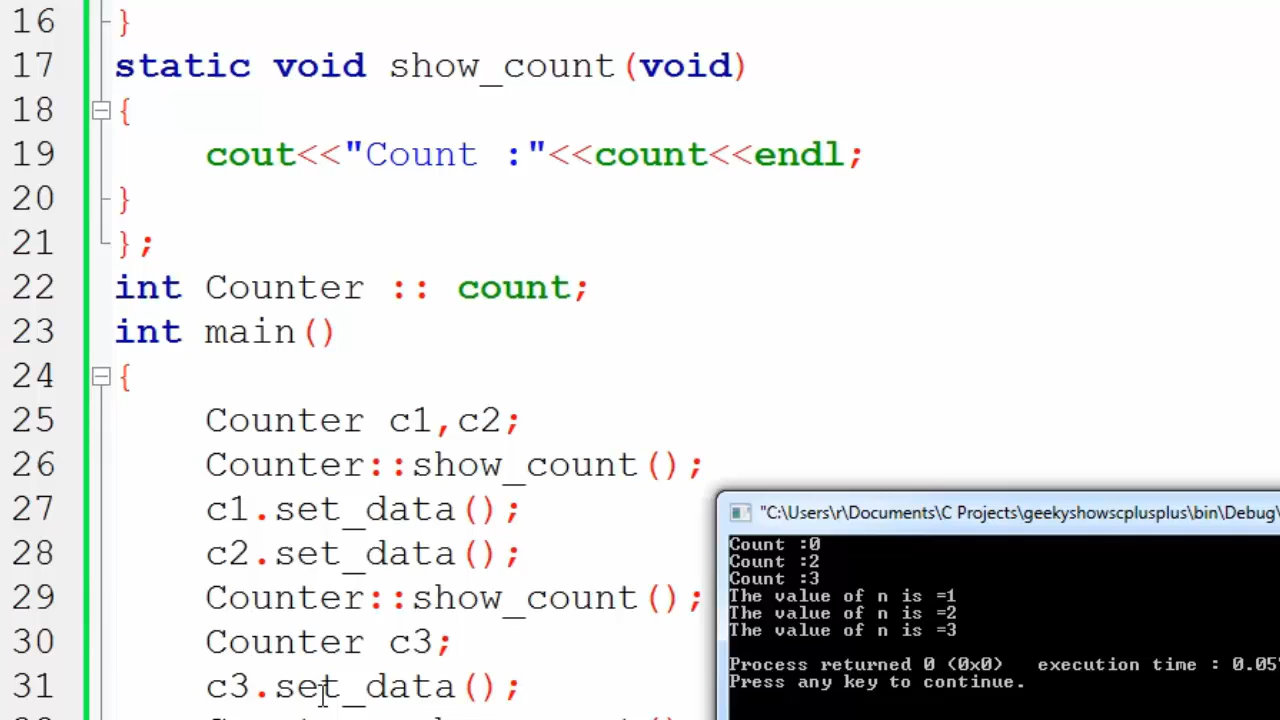 16 }
17 static void show_count(void)
18 {
19 cout<<"Count :"<<count<<endl;
20 }
21 };
22 int Counter :: count;
23 int main()
24 {
25 Counter c1,c2;
26 Counter::show_count();
27 c1.set_data();
28 c2.set_data();
29 Counter::show_count();
30 Counter c3;
31 c3.set_data();
"C:\Users\r\Documents\C Projects\geekyshowscplusplus\bin\Debug\
Count :0
Count :2
Count :3
The value of n is =1
The value of n is =2
The value of n is =3
Process returned 0 (0x0) execution time : 0.05
Press any key to continue.